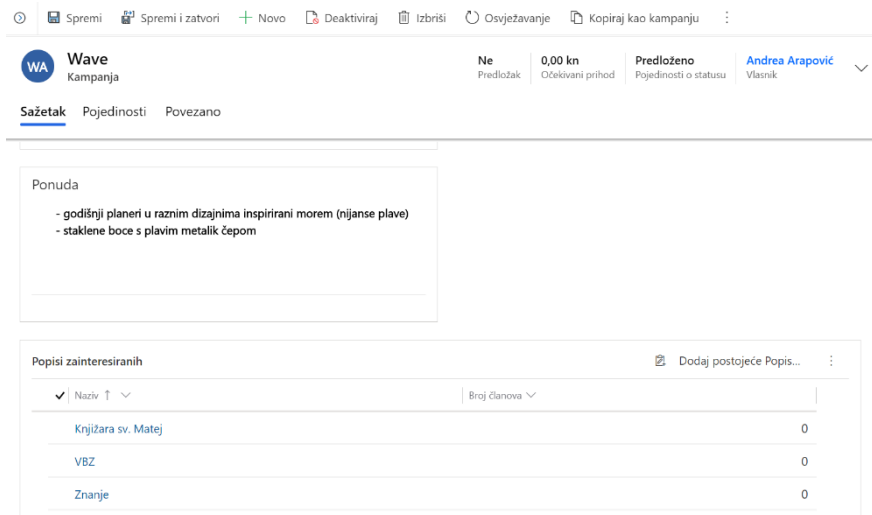 Spremi Spremi i zatvori Novo Deaktiviraj Izbriši Osvježavanje Kopiraj kao kampanju
WA Wave Ne 0,00 kn Predloženo Andrea Arapović
Kampanja Predložak Očekivani prihod Pojedinosti o statusu Vlasnik
Sažetak Pojedinosti Povezano
Ponuda
- godišnji planeri u raznim dizajnima inspirirani morem (nijanse plave)
- staklene boce s plavim metalik čepom
Popisi zainteresiranih Dodaj postojeće Popis...
Naziv Broj članova
Knjižara sv. Matej 0
VBZ 0
Znanje 0